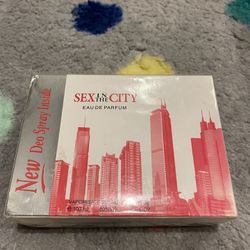 New Deo Spray Inside
SEX IN THE CITY
EAU DE PARFUM